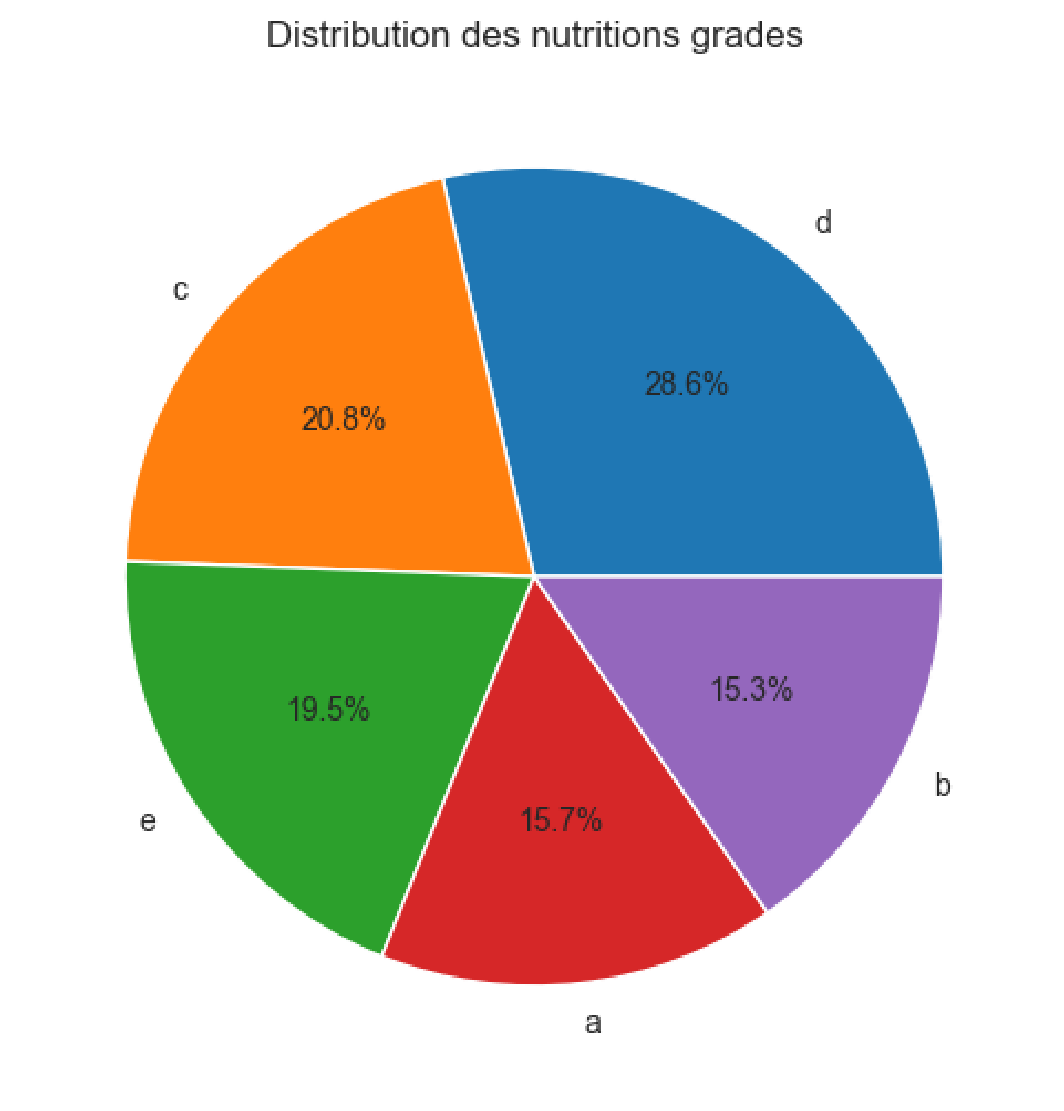 Distribution des nutritions grades
d
c
28.6%
20.8%
15.3%
19.5%
b
e
15.7%
a